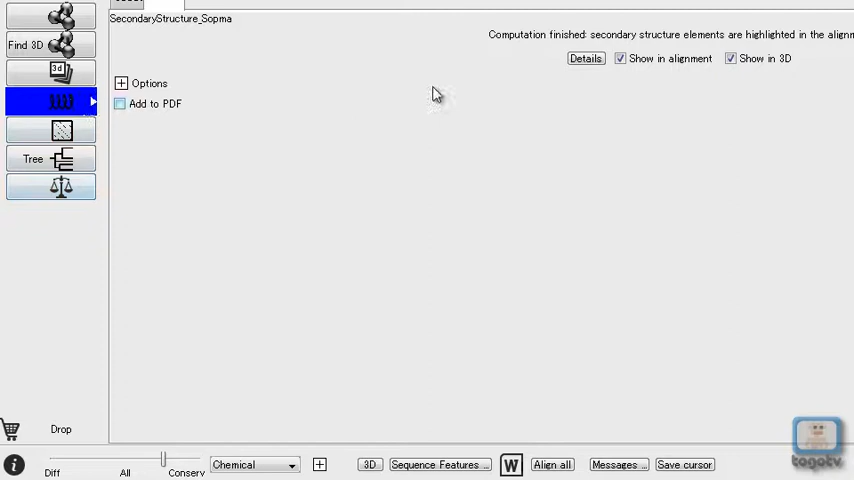 SecondaryStructure_Sopma
Computation finished: secondary structure elements are highlighted in the alignm
Details Show in alignment Show in 3D
Find 3D
3d
Options
Add to PDF
Tree
Drop
Diff All Conserv Chemical 3D Sequence Features ... W Align all Messages ... Save cursor
togotv